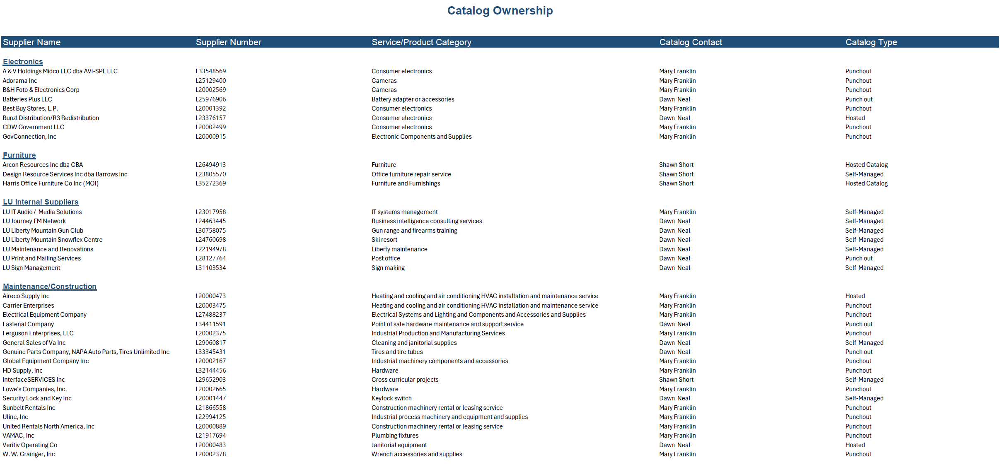 Catalog Ownership
Supplier Name Supplier Number Service/Product Category Catalog Contact Catalog Type
Electronics
A & V Holdings Midco LLC dba AVI-SPL LLC L33548569 Consumer electronics Mary Franklin Punchout
Adorama Inc L25129400 Cameras Mary Franklin Punchout
B&H Foto & Electronics Corp L20002569 Cameras Mary Franklin Punchout
Batteries Plus LLC L25976906 Battery adapter or accessories Dawn Neal Punch out
Best Buy Stores, L.P. L20001392 Consumer electronics Mary Franklin Punchout
Bunzl Distribution/R3 Redistribution L23376157 Consumer electronics Dawn Neal Hosted
CDW Government LLC L20002499 Consumer electronics Mary Franklin Punchout
GovConnection, Inc L20000915 Electronic Components and Supplies Mary Franklin Punchout
Furniture
Arcon Resources Inc dba CBA L26494913 Furniture Shawn Short Hosted Catalog
Design Resource Services Inc dba Barrows Inc L23805570 Office furniture repair service Shawn Short Self-Managed
Harris Office Furniture Co Inc (MOI) L35272369 Furniture and Furnishings Shawn Short Hosted Catalog
LU Internal Suppliers
LU IT Audio / Media Solutions L23017958 IT systems management Mary Franklin Self-Managed
LU Journey FM Network L24463445 Business intelligence consulting services Dawn Neal Self-Managed
LU Liberty Mountain Gun Club L30758075 Gun range and firearms training Dawn Neal Self-Managed
LU Liberty Mountain Snowflex Centre L24760698 Ski resort Dawn Neal Self-Managed
LU Maintenance and Renovations L22194978 Liberty maintenance Dawn Neal Self-Managed
LU Print and Mailing Services L28127764 Post office Dawn Neal Punch out
LU Sign Management L31103534 Sign making Dawn Neal Self-Managed
Maintenance/Construction
Aireco Supply Inc L20000473 Heating and cooling and air conditioning HVAC installation and maintenance service Mary Franklin Hosted
Carrier Enterprises L20003475 Heating and cooling and air conditioning HVAC installation and maintenance service Mary Franklin Punchout
Electrical Equipment Company L27488237 Electrical Systems and Lighting and Components and Accessories and Supplies Mary Franklin Punchout
Fastenal Company L34411591 Point of sale hardware maintenance and support service Dawn Neal Punch out
Ferguson Enterprises, LLC L20002375 Industrial Production and Manufacturing Services Mary Franklin Punchout
General Sales of Va Inc L29060817 Cleaning and janitorial supplies Dawn Neal Self-Managed
Genuine Parts Company, NAPA Auto Parts, Tires Unlimited Inc L33345431 Tires and tire tubes Dawn Neal Punch out
Global Equipment Company Inc L20002167 Industrial machinery components and accessories Mary Franklin Punchout
HD Supply, Inc L32144456 Hardware Mary Franklin Punchout
InterfaceSERVICES Inc L29652903 Cross curricular projects Shawn Short Self-Managed
Lowe's Companies, Inc. L20002665 Hardware Mary Franklin Punchout
Security Lock and Key Inc L20001447 Keylock switch Dawn Neal Self-Managed
Sunbelt Rentals Inc L21866558 Construction machinery rental or leasing service Mary Franklin Punchout
Uline, Inc L22994125 Industrial process machinery and equipment and supplies Mary Franklin Punchout
United Rentals North America, Inc L20000889 Construction machinery rental or leasing service Mary Franklin Punchout
VAMAC, Inc L21917694 Plumbing fixtures Mary Franklin Punchout
Veritiv Operating Co L20000483 Janitorial equipment Dawn Neal Hosted
W. W. Grainger, Inc L20002378 Wrench accessories and supplies Mary Franklin Punchout